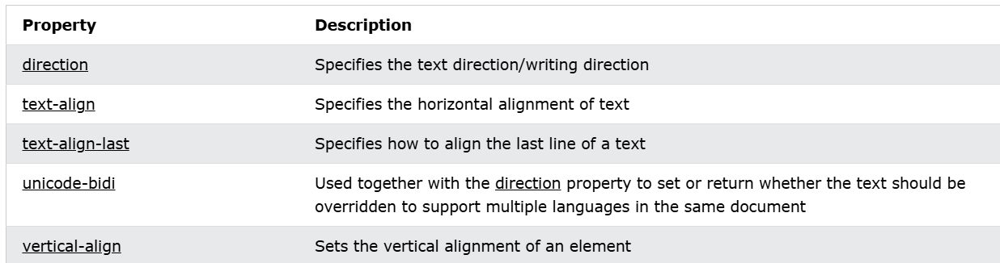 Property Description
direction Specifies the text direction/writing direction
text-align Specifies the horizontal alignment of text
text-align-last Specifies how to align the last line of a text
unicode-bidi Used together with the direction property to set or return whether the text should be
overridden to support multiple languages in the same document
vertical-align Sets the vertical alignment of an element